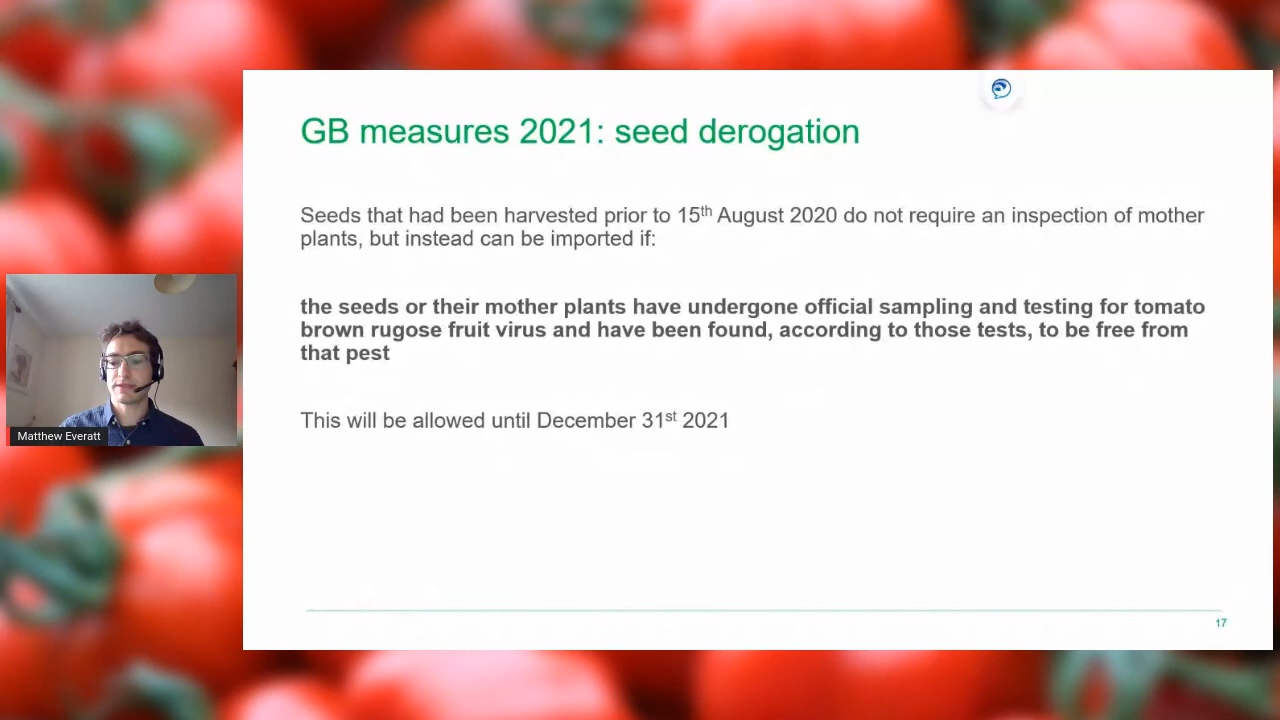 GB measures 2021: seed derogation
Seeds that had been harvested prior to 15th August 2020 do not require an inspection of mother
plants, but instead can be imported if:
the seeds or their mother plants have undergone official sampling and testing for tomato
brown rugose fruit virus and have been found, according to those tests, to be free from
that pest
Matthew Everatt
This will be allowed until December 31st 2021
17